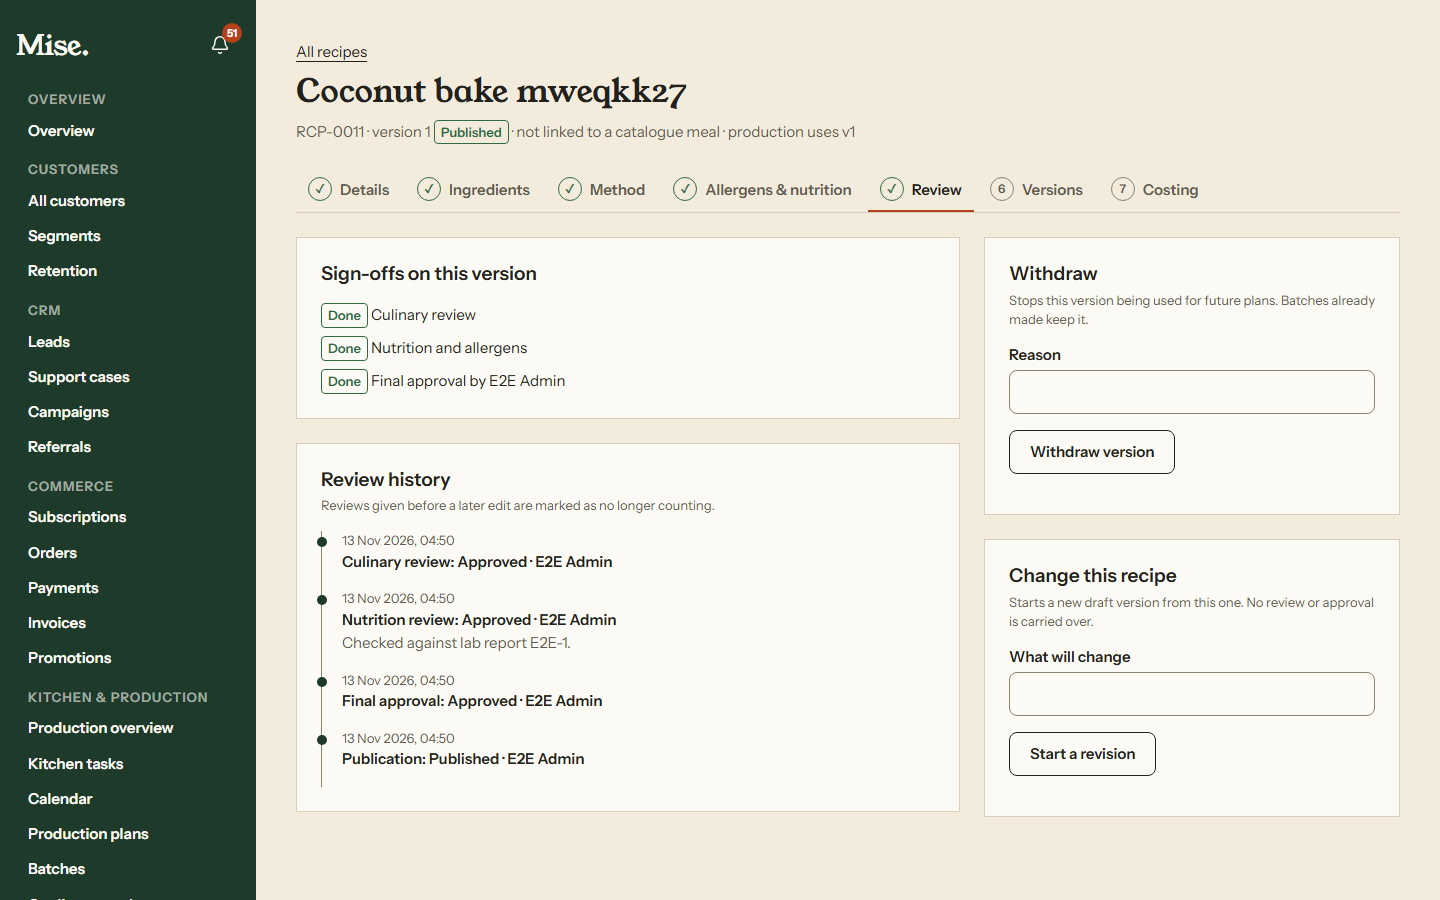 Mise.
51
OVERVIEW
Overview
CUSTOMERS
All customers
Segments
Retention
CRM
Leads
Support cases
Campaigns
Referrals
COMMERCE
Subscriptions
Orders
Payments
Invoices
Promotions
KITCHEN & PRODUCTION
Production overview
Kitchen tasks
Calendar
Production plans
Batches
All recipes
Coconut bake mweqkk27
RCP-0011 · version 1 Published · not linked to a catalogue meal · production uses v1
✓ Details ✓ Ingredients ✓ Method ✓ Allergens & nutrition ✓ Review 6 Versions 7 Costing
Sign-offs on this version
Done Culinary review
Done Nutrition and allergens
Done Final approval by E2E Admin
Review history
Reviews given before a later edit are marked as no longer counting.
13 Nov 2026, 04:50
Culinary review: Approved · E2E Admin
13 Nov 2026, 04:50
Nutrition review: Approved · E2E Admin
Checked against lab report E2E-1.
13 Nov 2026, 04:50
Final approval: Approved · E2E Admin
13 Nov 2026, 04:50
Publication: Published · E2E Admin
Withdraw
Stops this version being used for future plans. Batches already
made keep it.
Reason
Withdraw version
Change this recipe
Starts a new draft version from this one. No review or approval
is carried over.
What will change
Start a revision